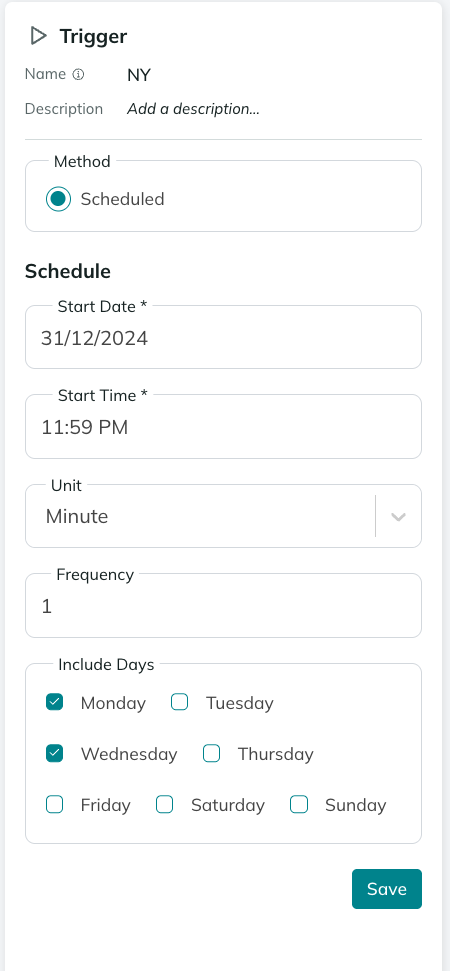 Trigger
Name NY
Description Add a description...
Method
Scheduled
Schedule
Start Date *
31/12/2024
Start Time *
11:59 PM
Unit
Minute
Frequency
1
Include Days
Monday Tuesday
Wednesday Thursday
Friday Saturday Sunday
Save